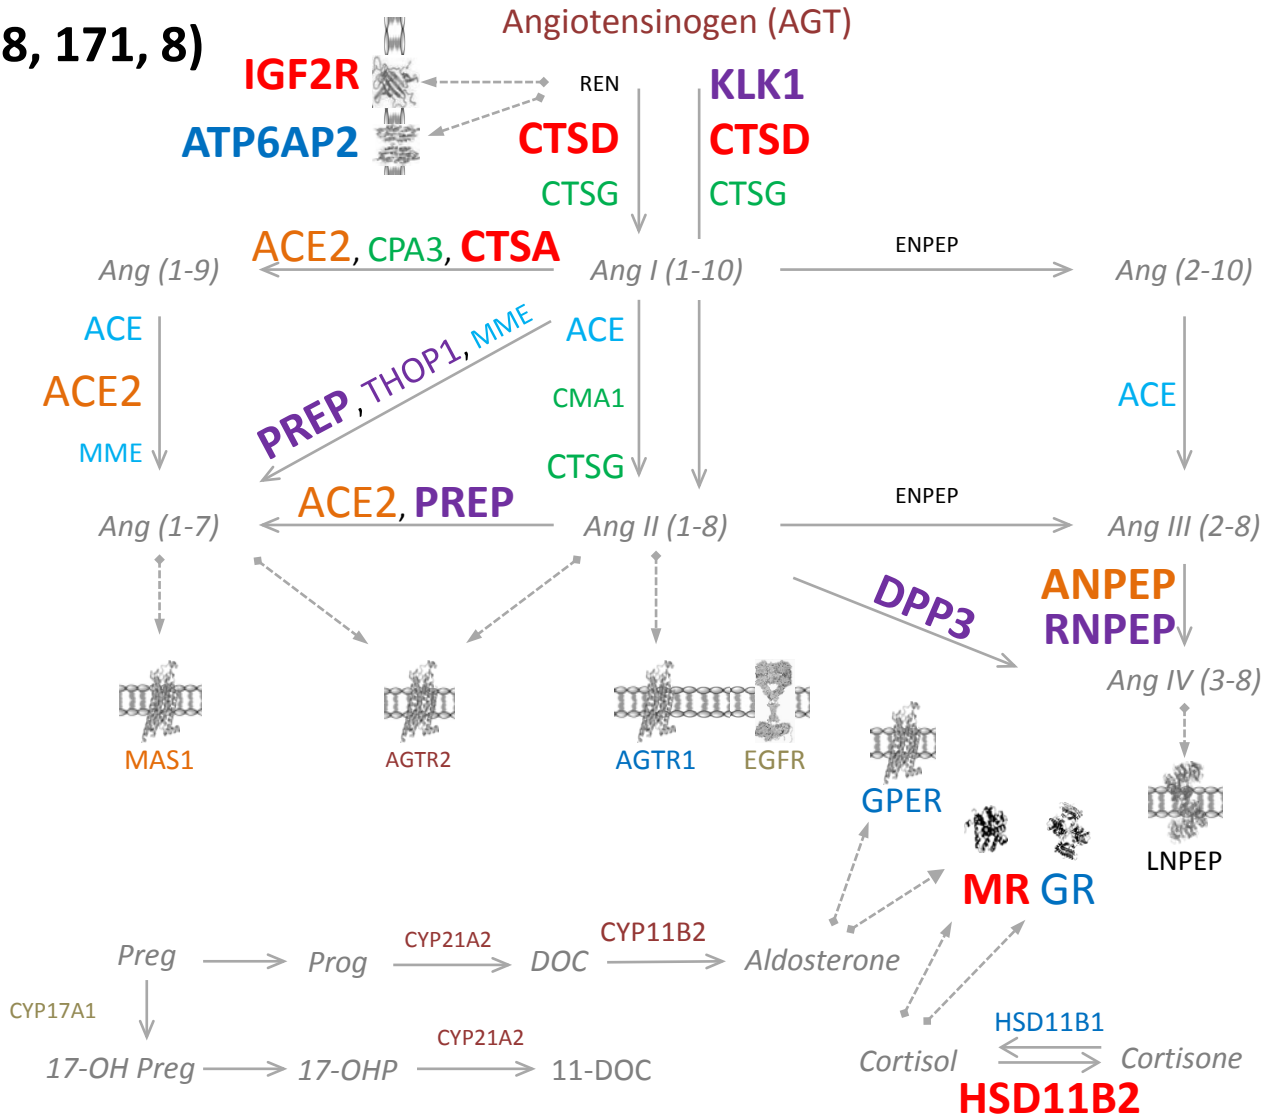 8, 171, 8)
Angiotensinogen (AGT)
IGF2R
REN
KLK1
ATP6AP2
CTSD
CTSD
CTSG
CTSG
ACE2, CPA3, CTSA
ENPEP
Ang (1-9)
Ang I (1-10)
Ang (2-10)
ACE
PREP, THOP1, MME
ACE
ACE2
CMA1
ACE
MME
CTSG
ACE2, PREP
ENPEP
Ang (1-7)
Ang II (1-8)
Ang III (2-8)
DPP3
ANPEP
RNPEP
Ang IV (3-8)
MAS1
AGTR2
AGTR1
EGFR
GPER
LNPEP
MR GR
Preg
CYP21A2
CYP11B2
Prog
DOC
Aldosterone
CYP17A1
HSD11B1
CYP21A2
17-OH Preg
17-OHP
11-DOC
Cortisol
Cortisone
HSD11B2